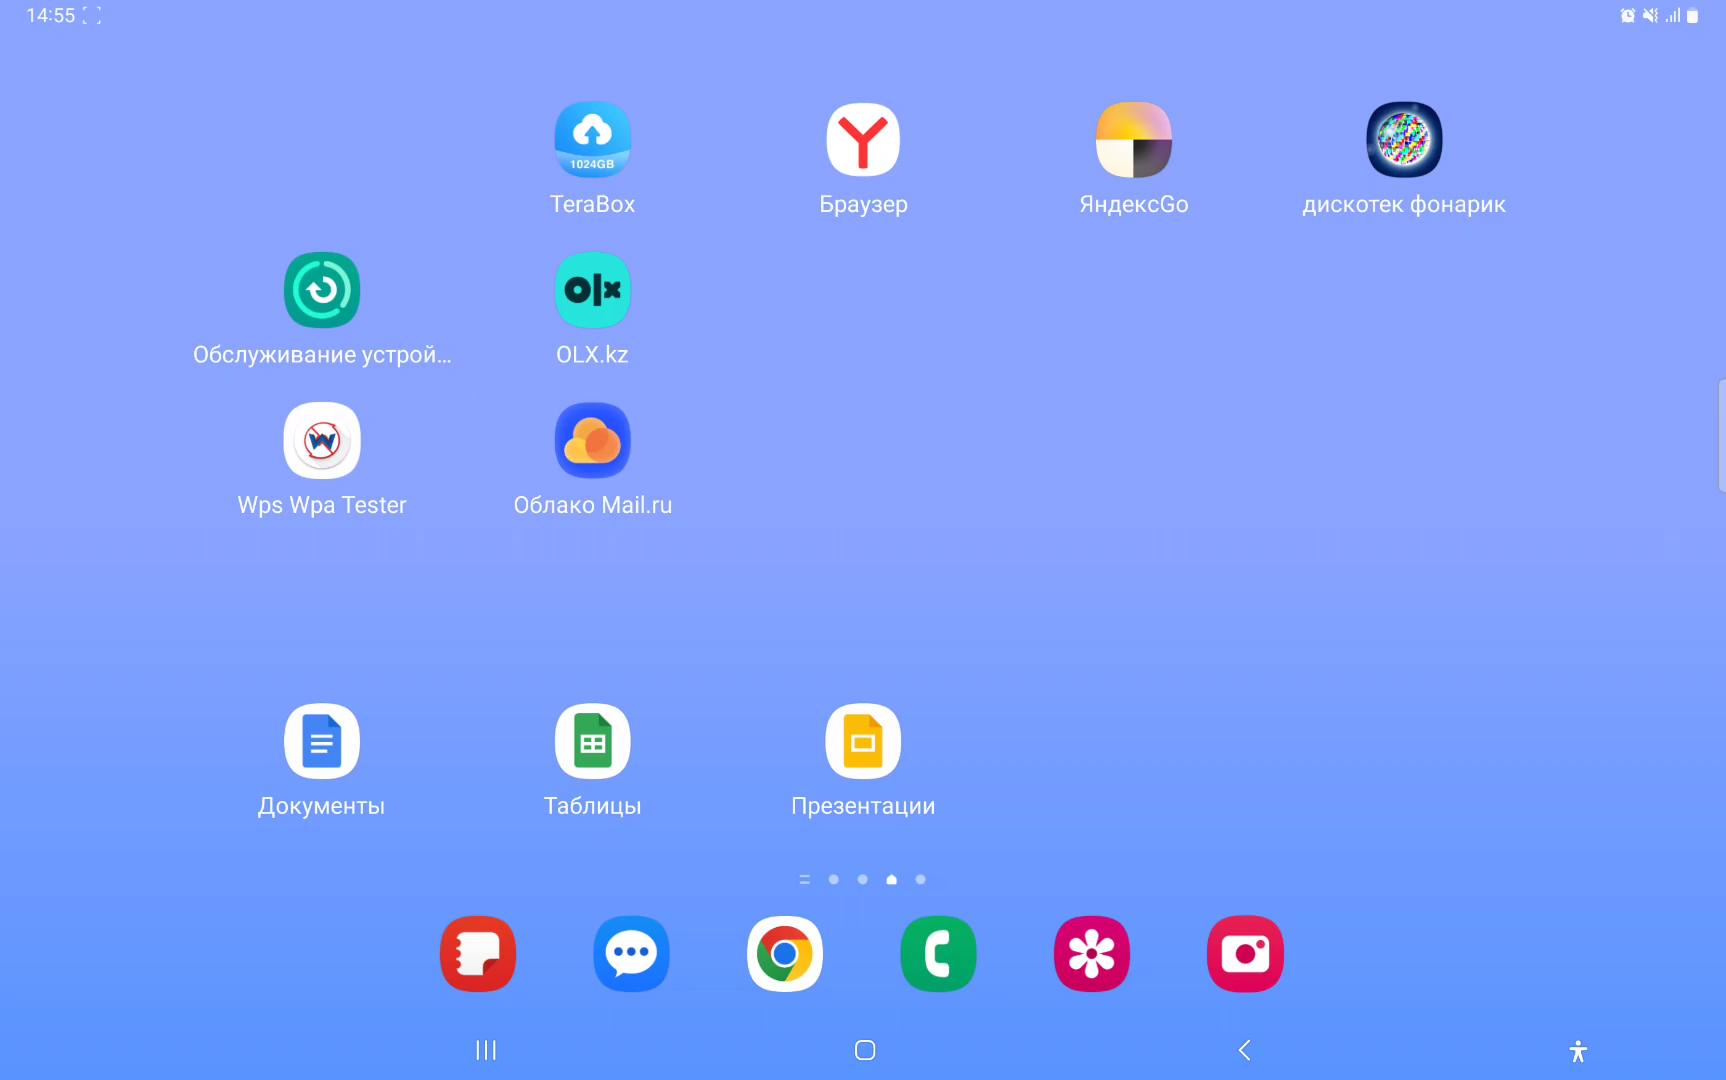 14:55
1024GB
TeraBox
Браузер
ЯндексGo
дискотек фонарик
olx
Обслуживание устрой...
OLX.kz
W
Wps Wpa Tester
Облако Mail.ru
Документы
Таблицы
Презентации